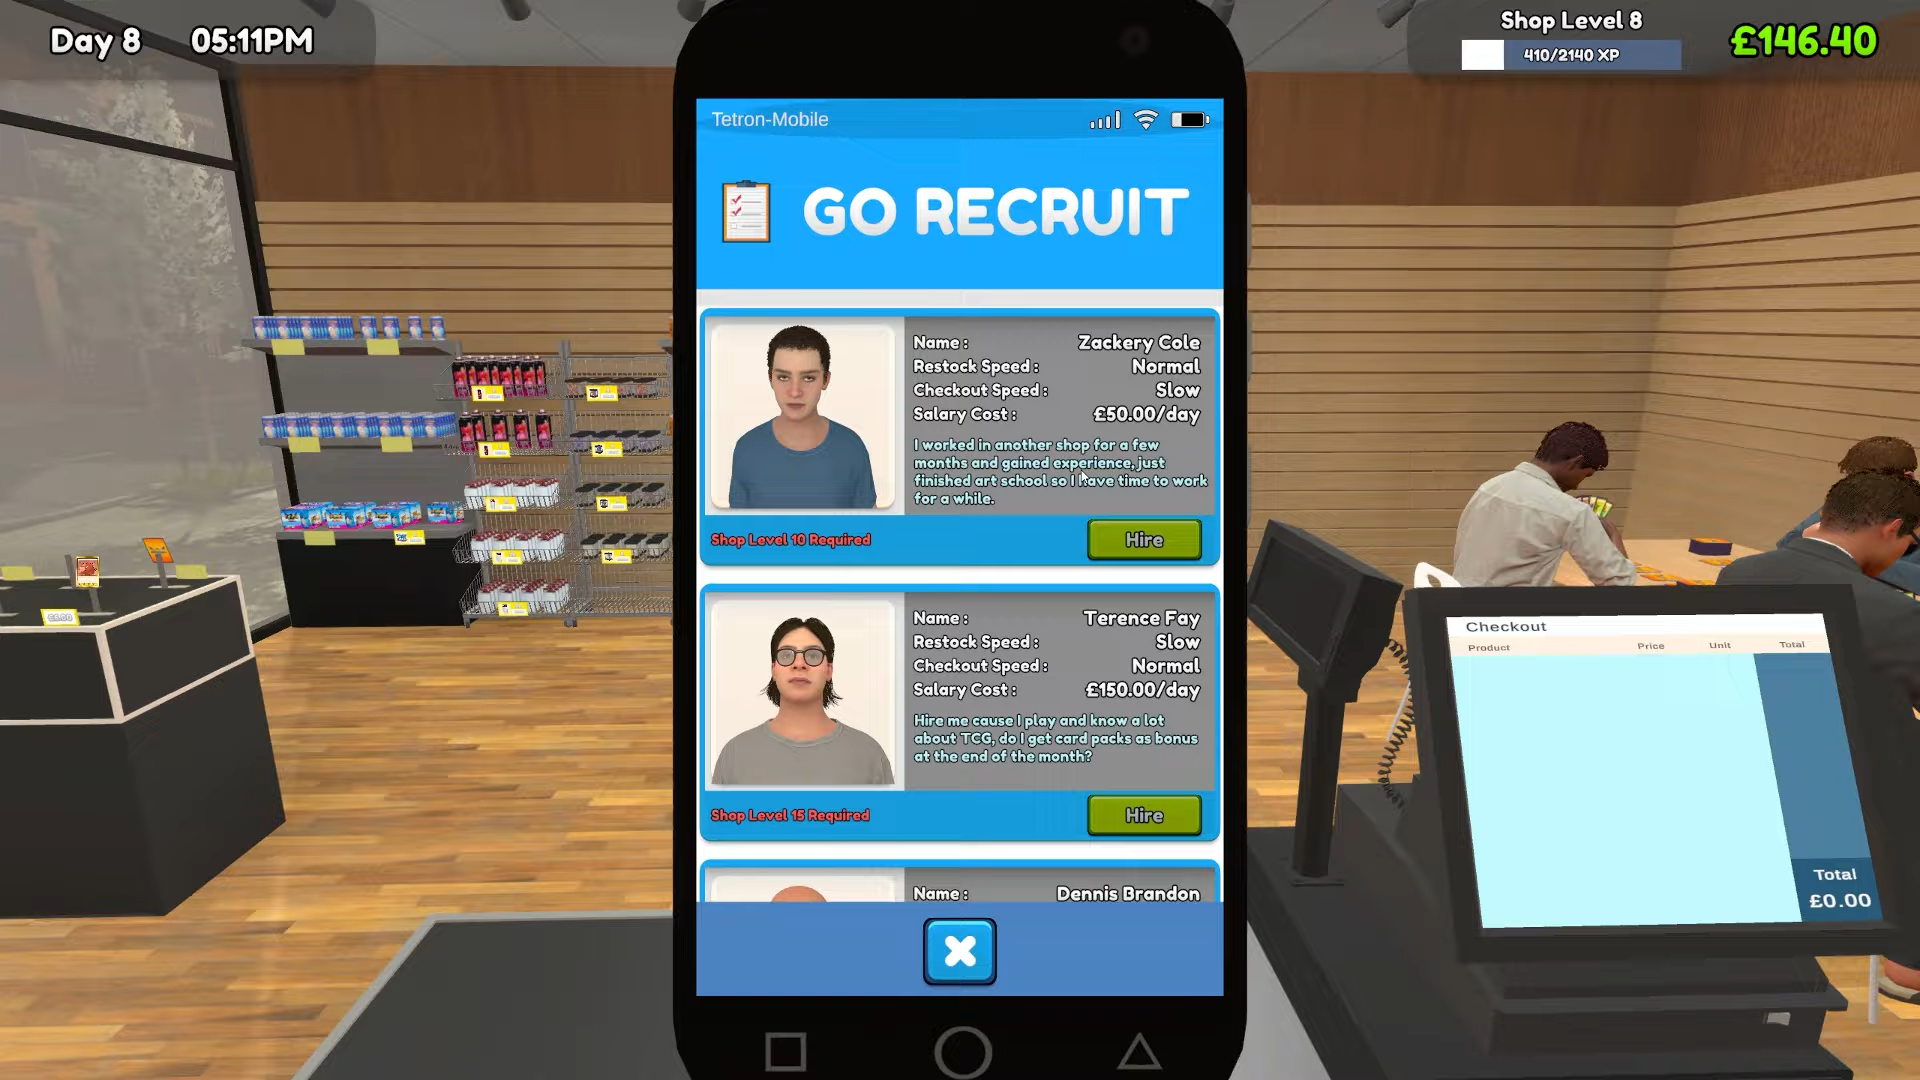 Day 8 05:11PM
Shop Level 8
410/2140 XP
£146.40
Tetron-Mobile
GO RECRUIT
Name : Zackery Cole
Restock Speed : Normal
Checkout Speed : Slow
Salary Cost : £50.00/day
I worked in another shop for a few
months and gained experience, just
finished art school so I have time to work
for a while.
Shop Level 10 Required
Hire
Name : Terence Fay
Restock Speed : Slow
Checkout Speed : Normal
Salary Cost : £150.00/day
Hire me cause I play and know a lot
about TCG, do I get card packs as bonus
at the end of the month?
Shop Level 15 Required
Hire
Name : Dennis Brandon
Checkout
Product Price Unit Total
Total
£0.00